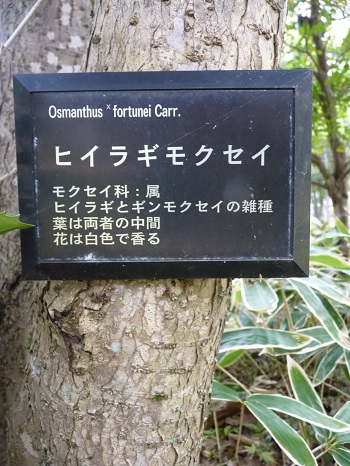 Osmanthus × fortunei Carr.
ヒイラギモクセイ
モクセイ科：属
ヒイラギとギンモクセイの雑種
葉は両者の中間
花は白色で香る